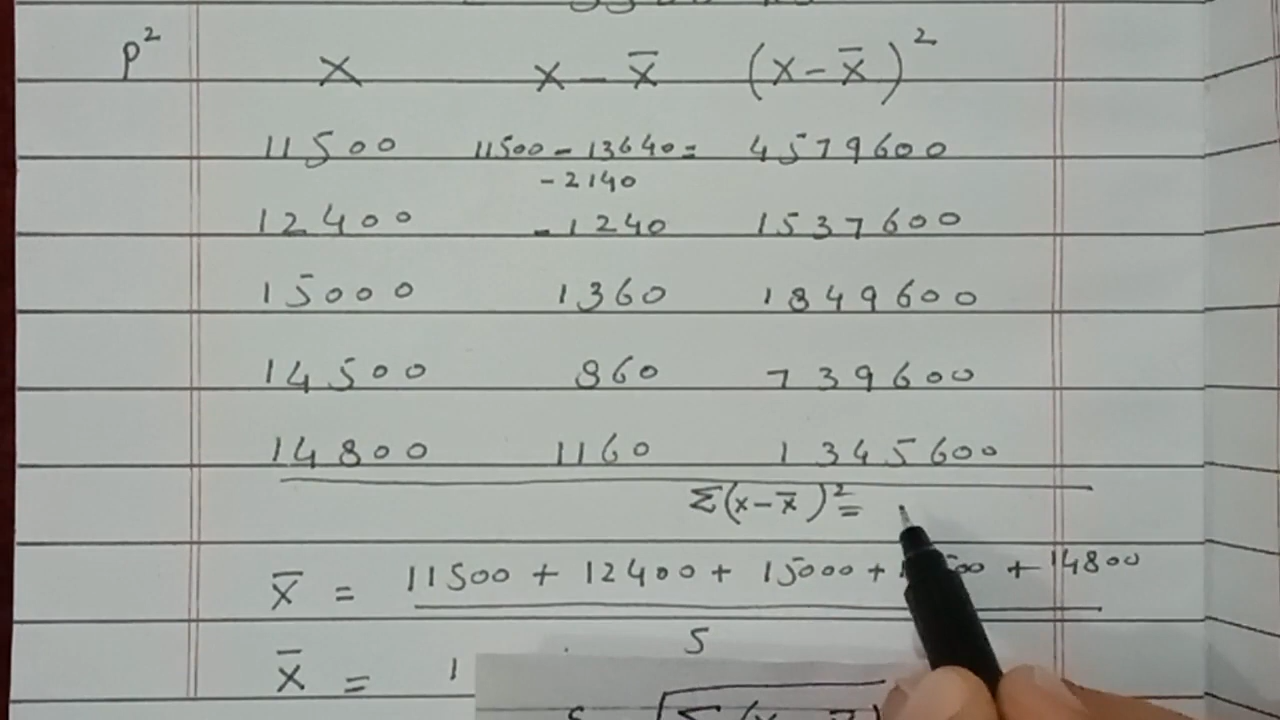 p² x x - x̄ (x - x̄)²
11500 11500 - 13640 = 4579600
- 2140
12400 - 1240 1537600
15000 1360 1849600
14500 860 739600
14800 1160 1345600
Σ(x - x̄)² =
x̄ = 11500 + 12400 + 15000 + + 14800
5
x̄ = 1